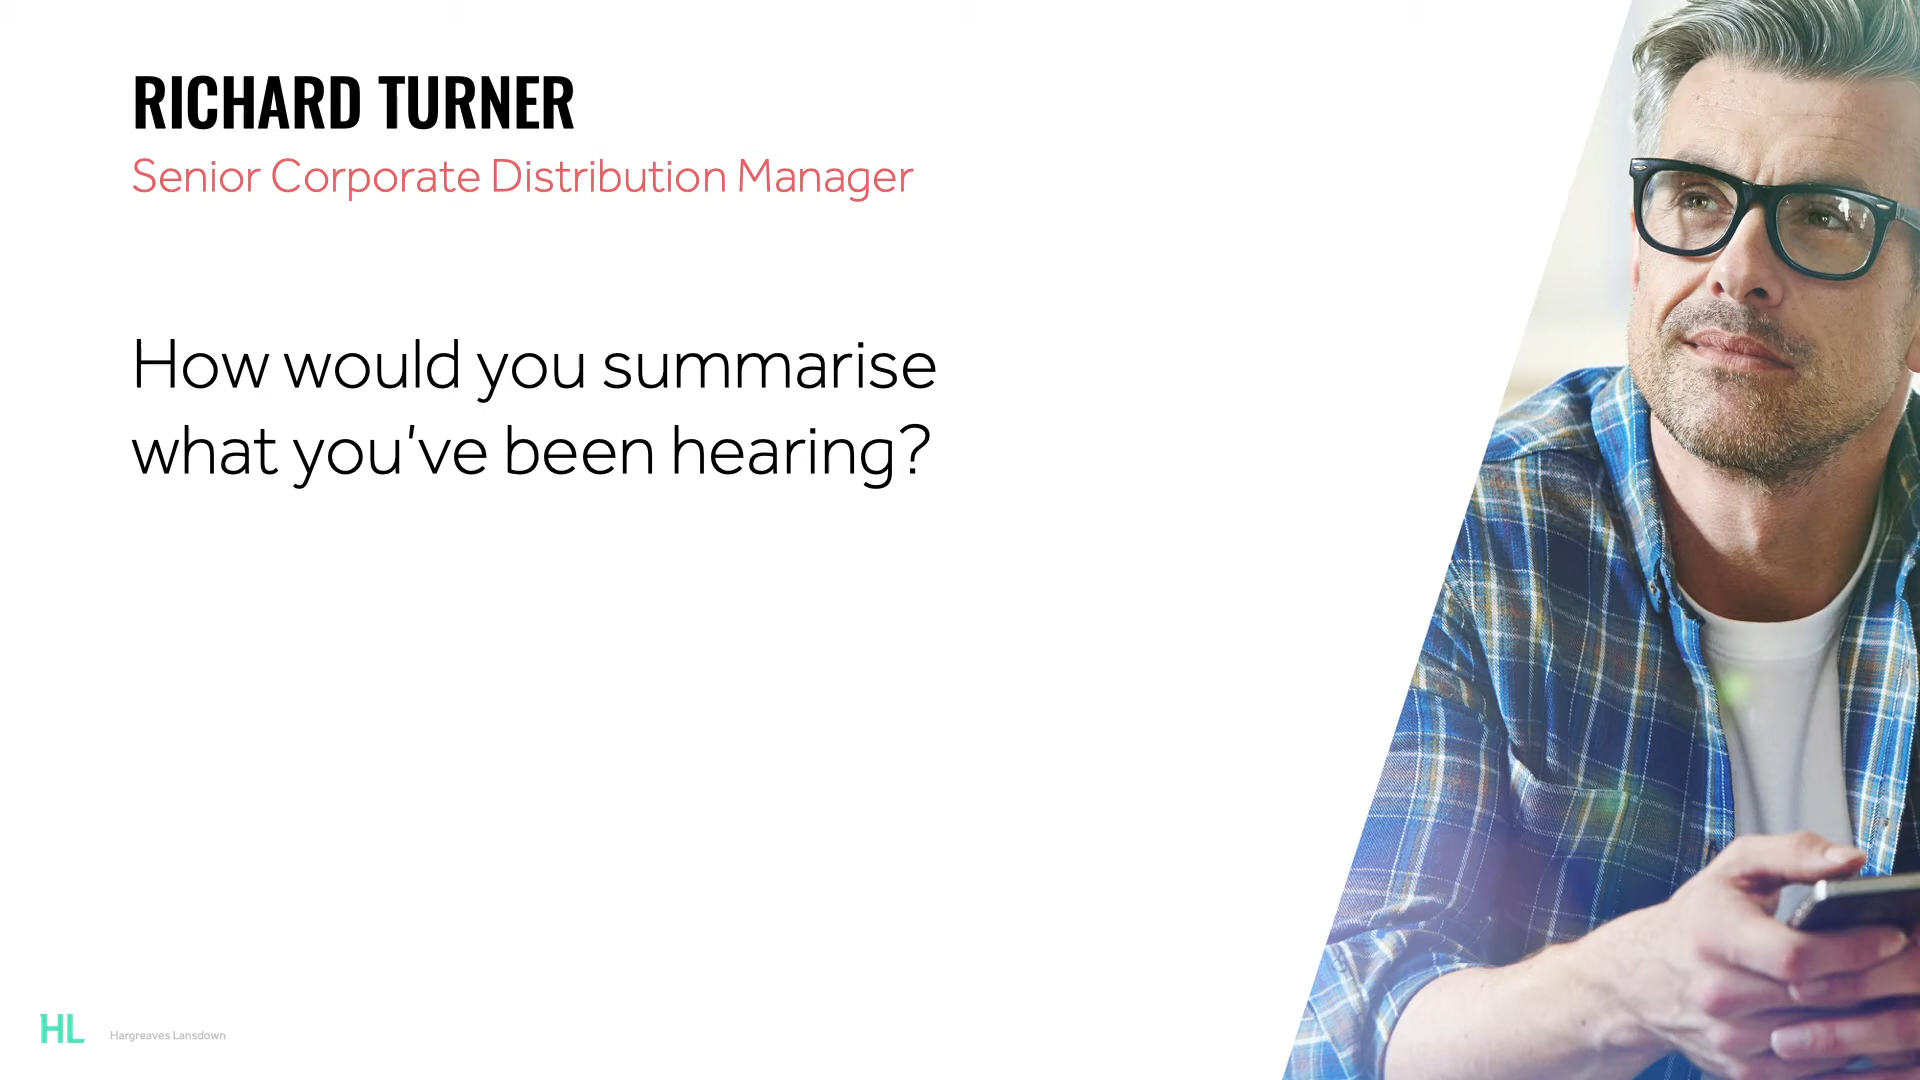 RICHARD TURNER
Senior Corporate Distribution Manager
How would you summarise
what you've been hearing?
HL Hargreaves Lansdown